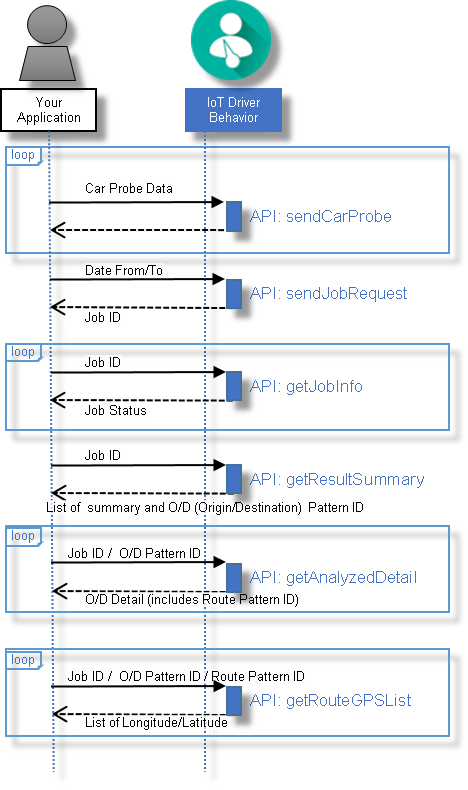 Your
Application
IoT Driver
Behavior
loop
Car Probe Data
API: sendCarProbe
Date From/To
API: sendJobRequest
Job ID
loop
Job ID
API: getJobInfo
Job Status
Job ID
API: getResultSummary
List of summary and O/D (Origin/Destination) Pattern ID
loop
Job ID / O/D Pattern ID
API: getAnalyzedDetail
O/D Detail (includes Route Pattern ID)
loop
Job ID / O/D Pattern ID / Route Pattern ID
API: getRouteGPSList
List of Longitude/Latitude